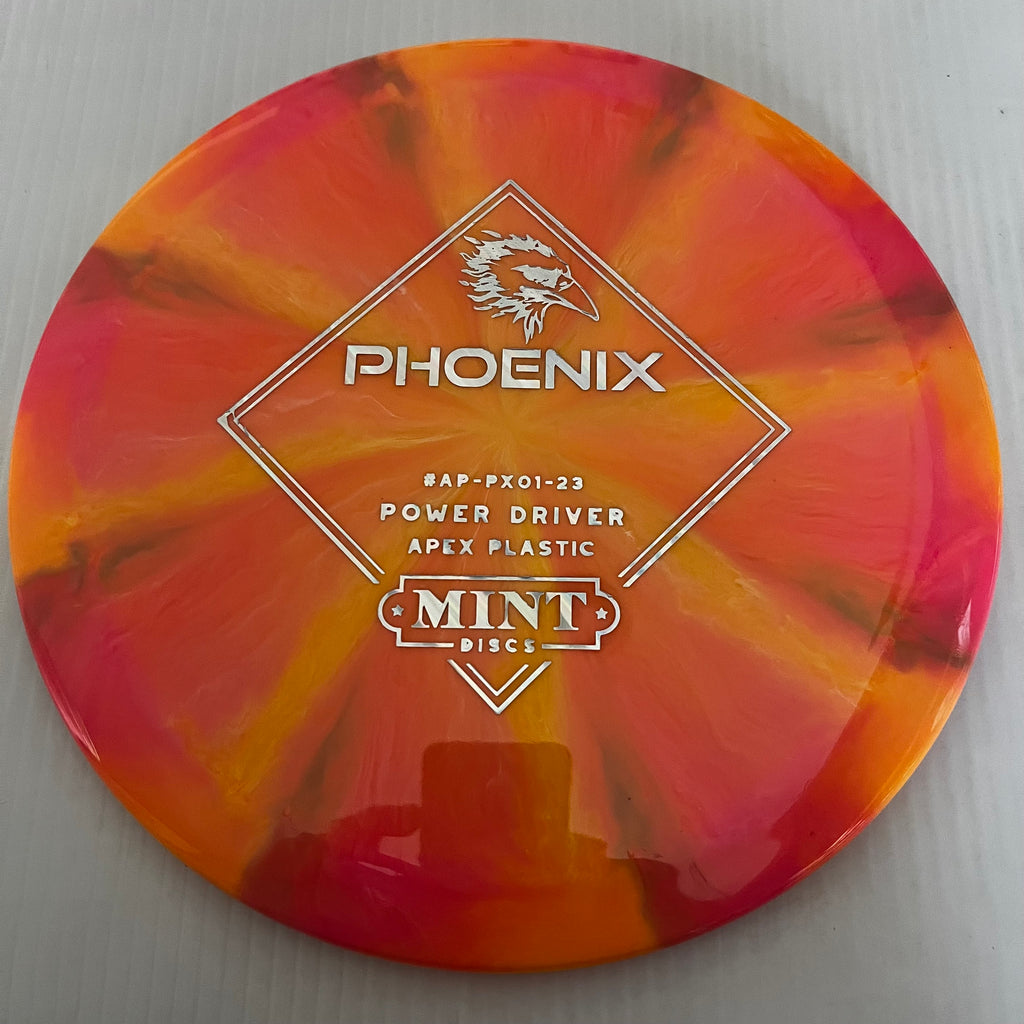 PHOENIX
#AP-PX01-23
POWER DRIVER
APEX PLASTIC
MINT
DISCS